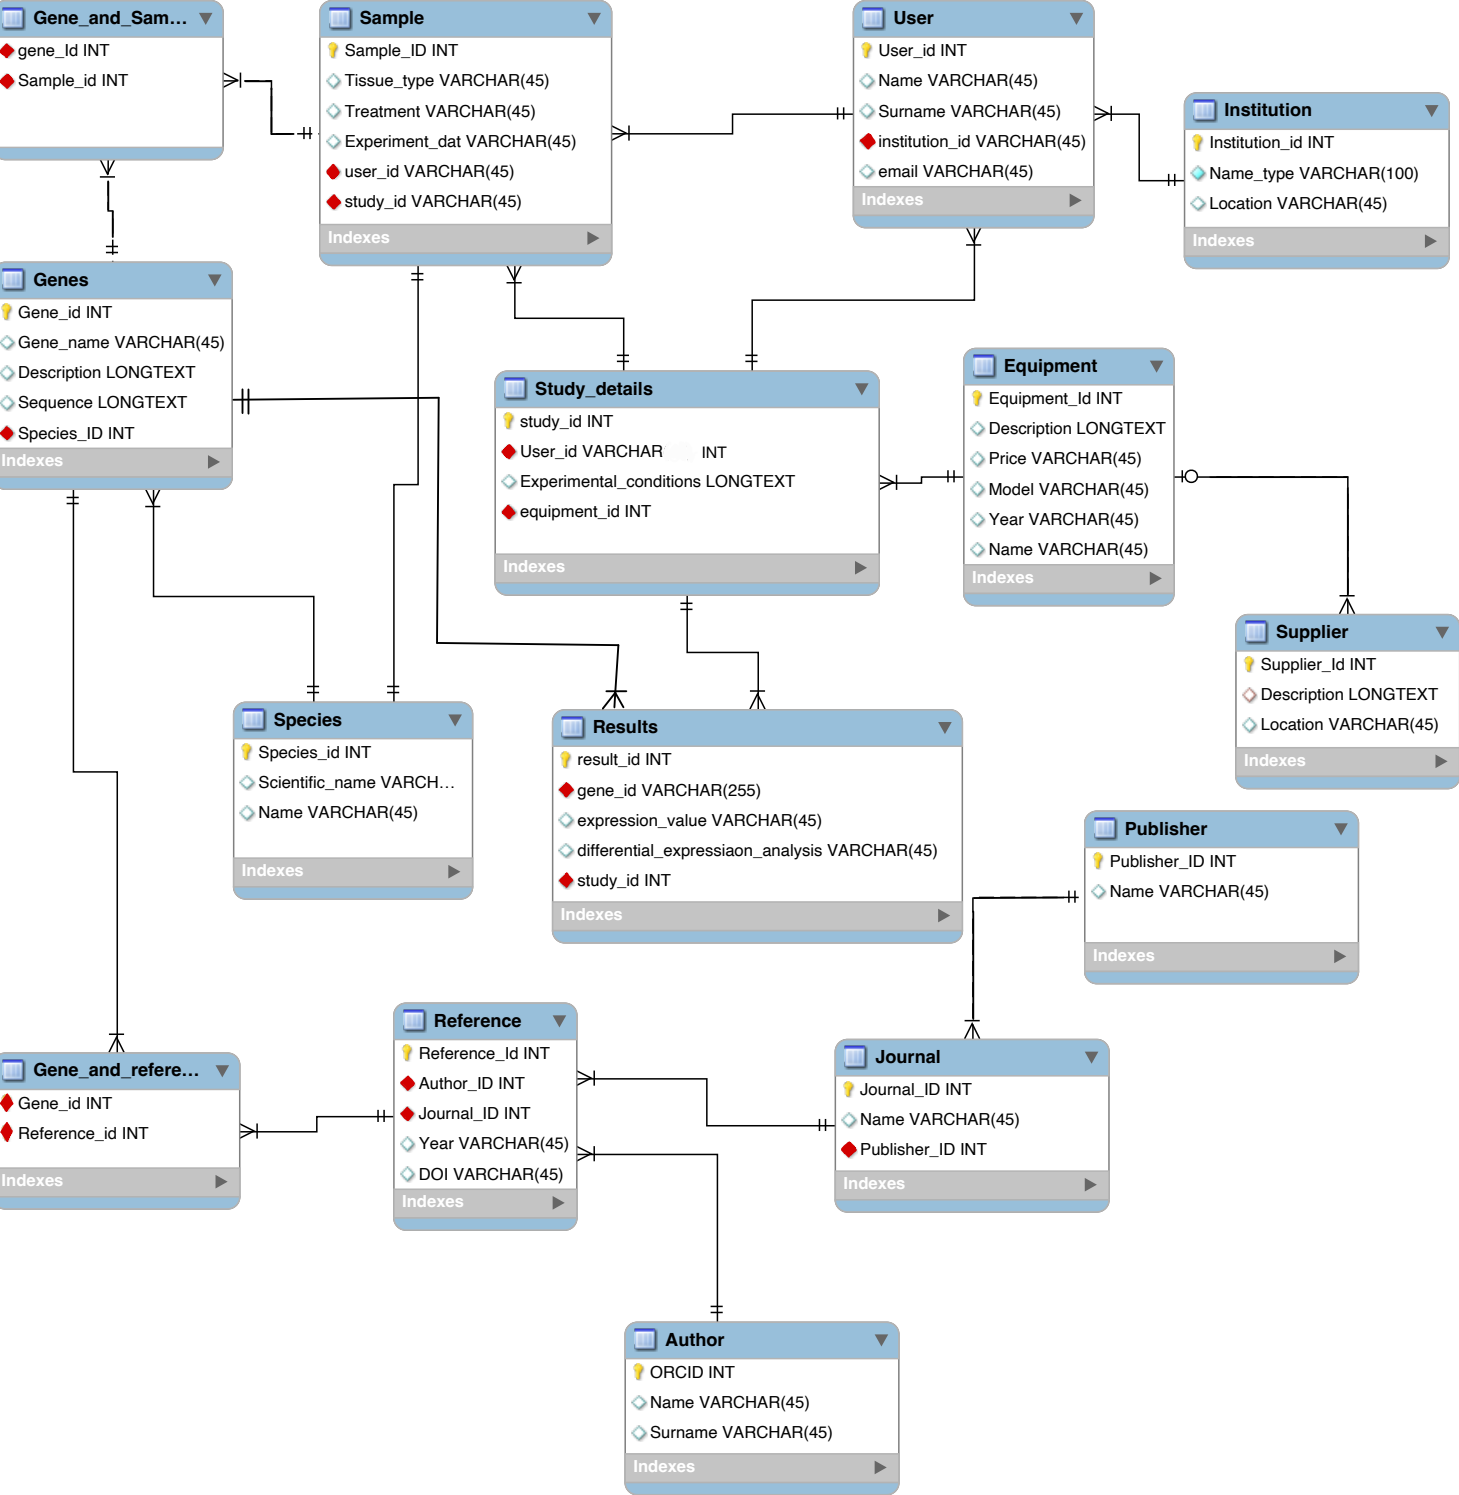 Gene_and_Sam...
gene_Id INT
Sample_id INT
Sample
Sample_ID INT
Tissue_type VARCHAR(45)
Treatment VARCHAR(45)
Experiment_dat VARCHAR(45)
user_id VARCHAR(45)
study_id VARCHAR(45)
Indexes
User
User_id INT
Name VARCHAR(45)
Surname VARCHAR(45)
institution_id VARCHAR(45)
email VARCHAR(45)
Indexes
Institution
Institution_id INT
Name_type VARCHAR(100)
Location VARCHAR(45)
Indexes
Genes
Gene_id INT
Gene_name VARCHAR(45)
Description LONGTEXT
Sequence LONGTEXT
Species_ID INT
Indexes
Study_details
study_id INT
User_id VARCHAR INT
Experimental_conditions LONGTEXT
equipment_id INT
Indexes
Equipment
Equipment_Id INT
Description LONGTEXT
Price VARCHAR(45)
Model VARCHAR(45)
Year VARCHAR(45)
Name VARCHAR(45)
Indexes
Supplier
Supplier_Id INT
Description LONGTEXT
Location VARCHAR(45)
Indexes
Species
Species_id INT
Scientific_name VARCH...
Name VARCHAR(45)
Indexes
Results
result_id INT
gene_id VARCHAR(255)
expression_value VARCHAR(45)
differential_expressiaon_analysis VARCHAR(45)
study_id INT
Indexes
Publisher
Publisher_ID INT
Name VARCHAR(45)
Indexes
Gene_and_refere...
Gene_id INT
Reference_id INT
Indexes
Reference
Reference_Id INT
Author_ID INT
Journal_ID INT
Year VARCHAR(45)
DOI VARCHAR(45)
Indexes
Journal
Journal_ID INT
Name VARCHAR(45)
Publisher_ID INT
Indexes
Author
ORCID INT
Name VARCHAR(45)
Surname VARCHAR(45)
Indexes